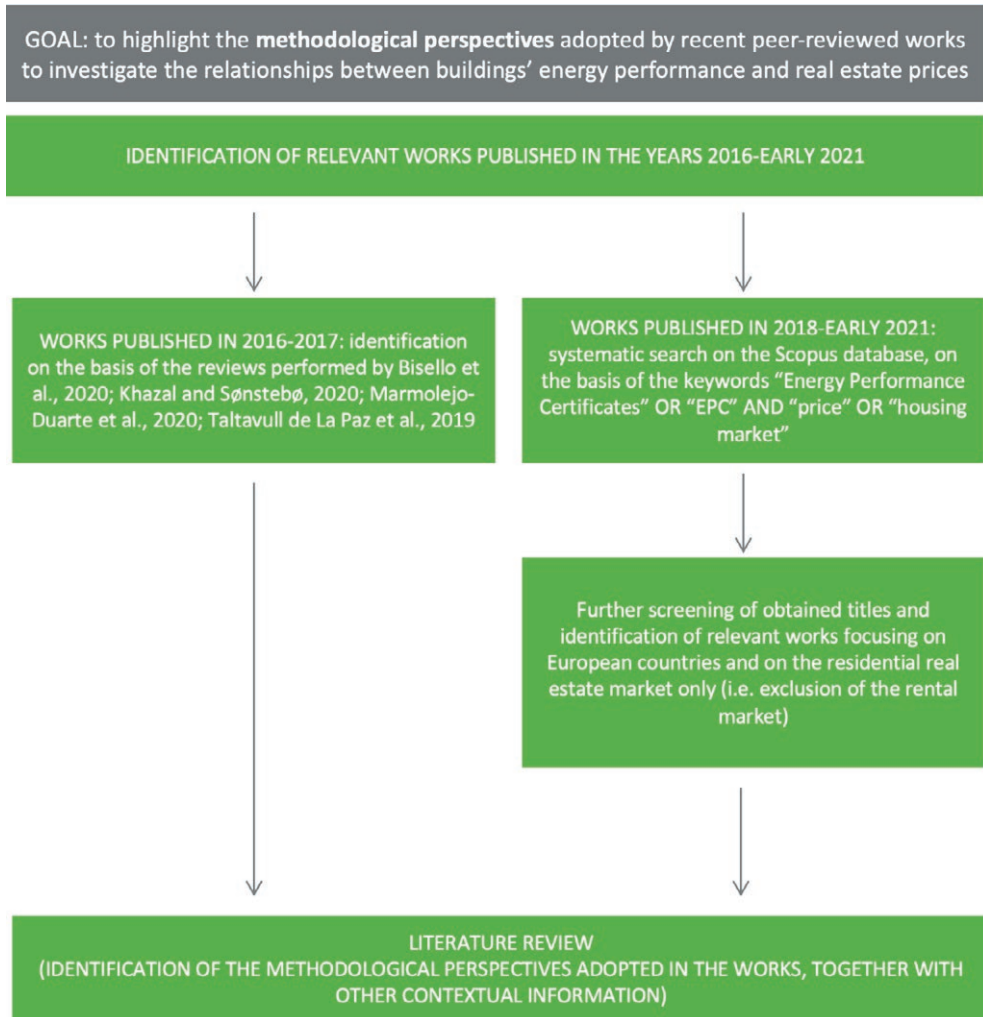 GOAL: to highlight the methodological perspectives adopted by recent peer-reviewed works
to investigate the relationships between buildings’ energy performance and real estate prices
IDENTIFICATION OF RELEVANT WORKS PUBLISHED IN THE YEARS 2016-EARLY 2021
WORKS PUBLISHED IN 2016-2017: identification
on the basis of the reviews performed by Bisello
et al., 2020; Khazal and Sønstebø, 2020; Marmolejo-
Duarte et al., 2020; Taltavull de La Paz et al., 2019
WORKS PUBLISHED IN 2018-EARLY 2021:
systematic search on the Scopus database, on
the basis of the keywords “Energy Performance
Certificates” OR “EPC” AND “price” OR “housing
market”
Further screening of obtained titles and
identification of relevant works focusing on
European countries and on the residential real
estate market only (i.e. exclusion of the rental
market)
LITERATURE REVIEW
(IDENTIFICATION OF THE METHODOLOGICAL PERSPECTIVES ADOPTED IN THE WORKS, TOGETHER WITH
OTHER CONTEXTUAL INFORMATION)